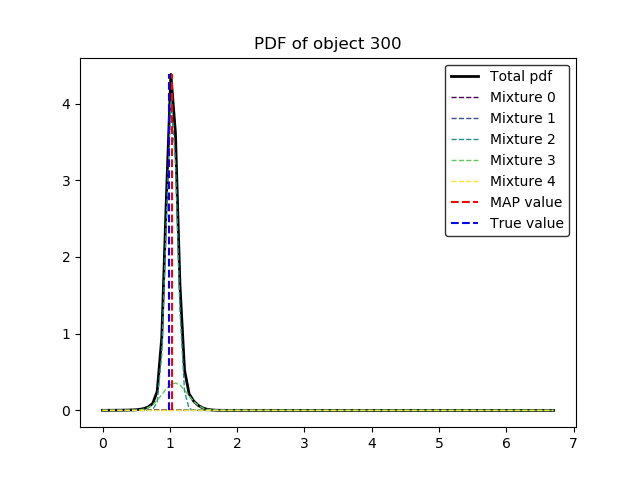 PDF of object 300
Total pdf
Mixture 0
Mixture 1
Mixture 2
Mixture 3
Mixture 4
MAP value
True value
4
3
2
1
0
0 1 2 3 4 5 6 7